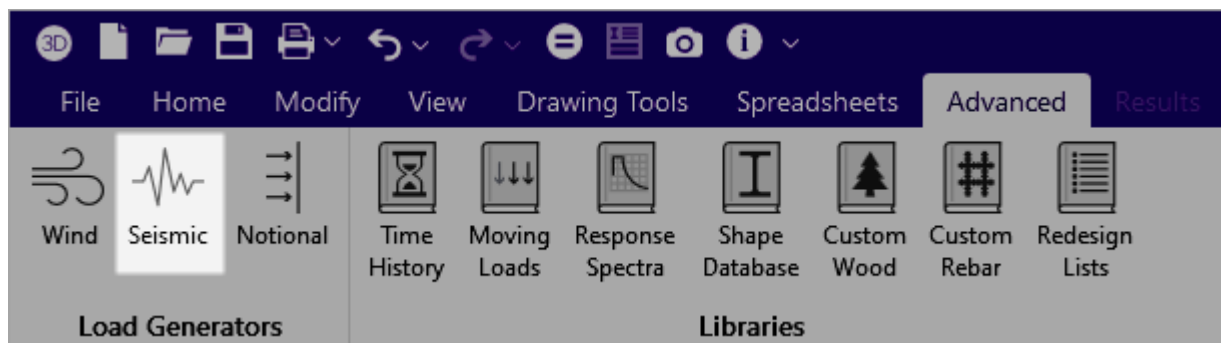 3D
File Home Modify View Drawing Tools Spreadsheets Advanced Results
Wind Seismic Notional Time History Moving Loads Response Spectra Shape Database Custom Wood Custom Rebar Redesign Lists
Load Generators Libraries